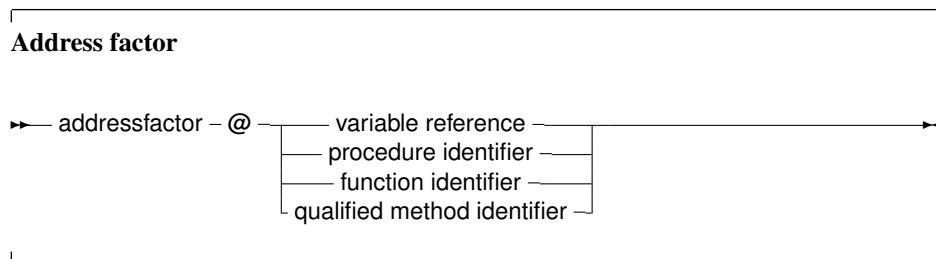 Address factor
addressfactor @ variable reference
procedure identifier
function identifier
qualified method identifier